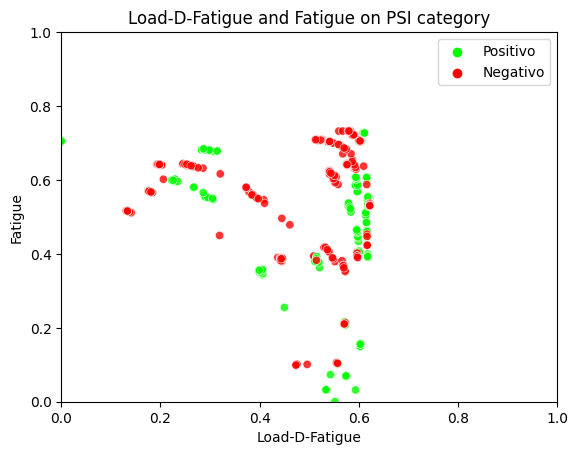 Load-D-Fatigue and Fatigue on PSI category
Positivo
Negativo
Fatigue
1.0
0.8
0.6
0.4
0.2
0.0
0.0 0.2 0.4 0.6 0.8 1.0
Load-D-Fatigue